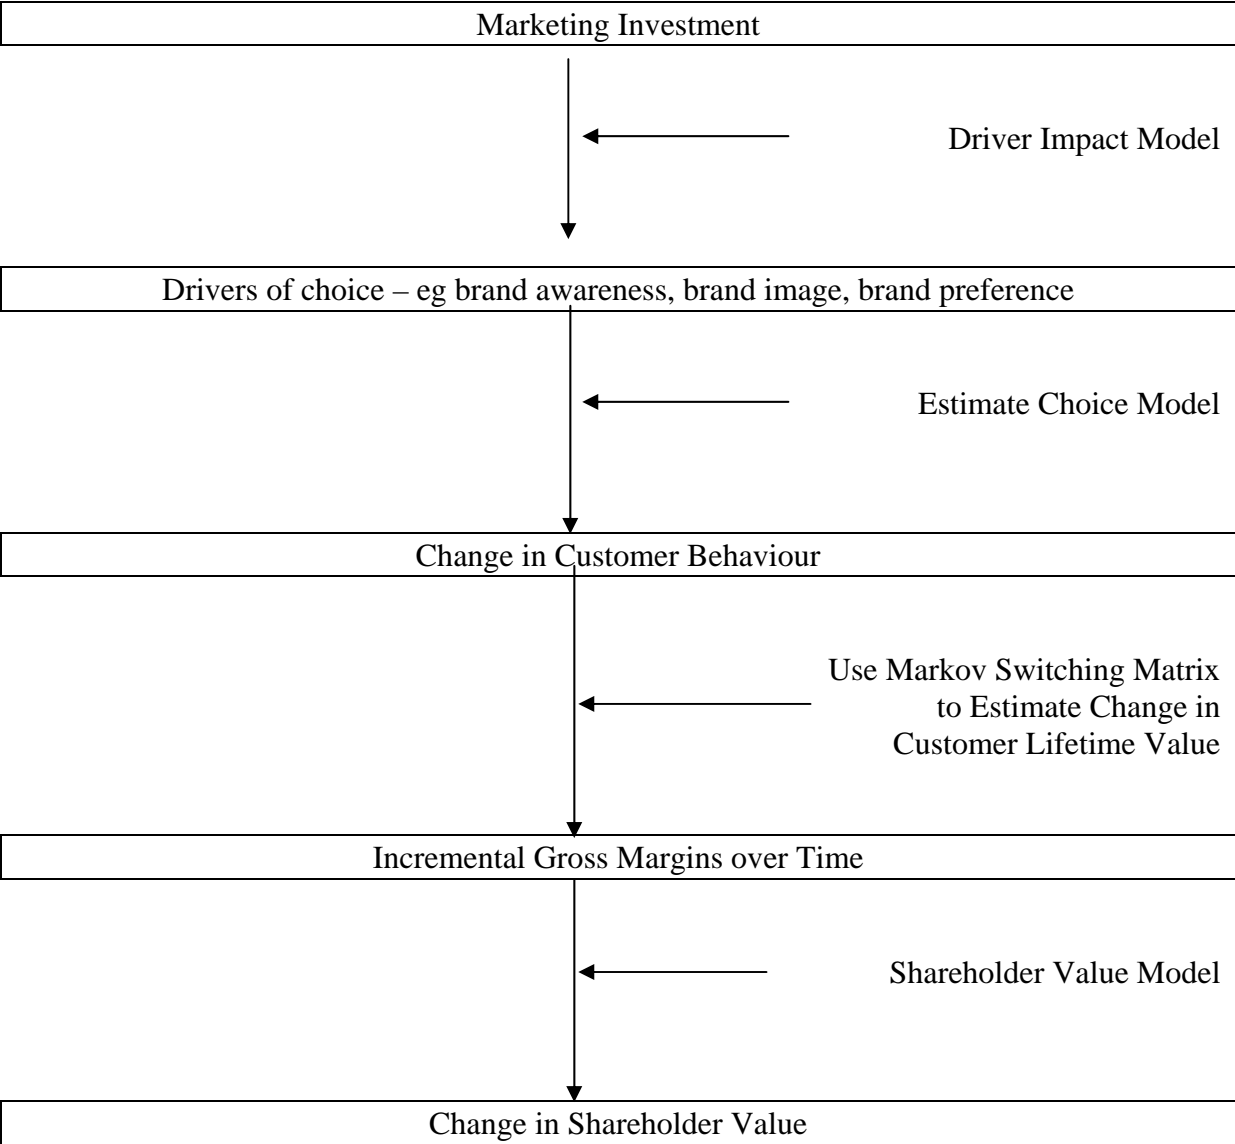 Marketing Investment
Driver Impact Model
Drivers of choice – eg brand awareness, brand image, brand preference
Estimate Choice Model
Change in Customer Behaviour
Use Markov Switching Matrix
to Estimate Change in
Customer Lifetime Value
Incremental Gross Margins over Time
Shareholder Value Model
Change in Shareholder Value